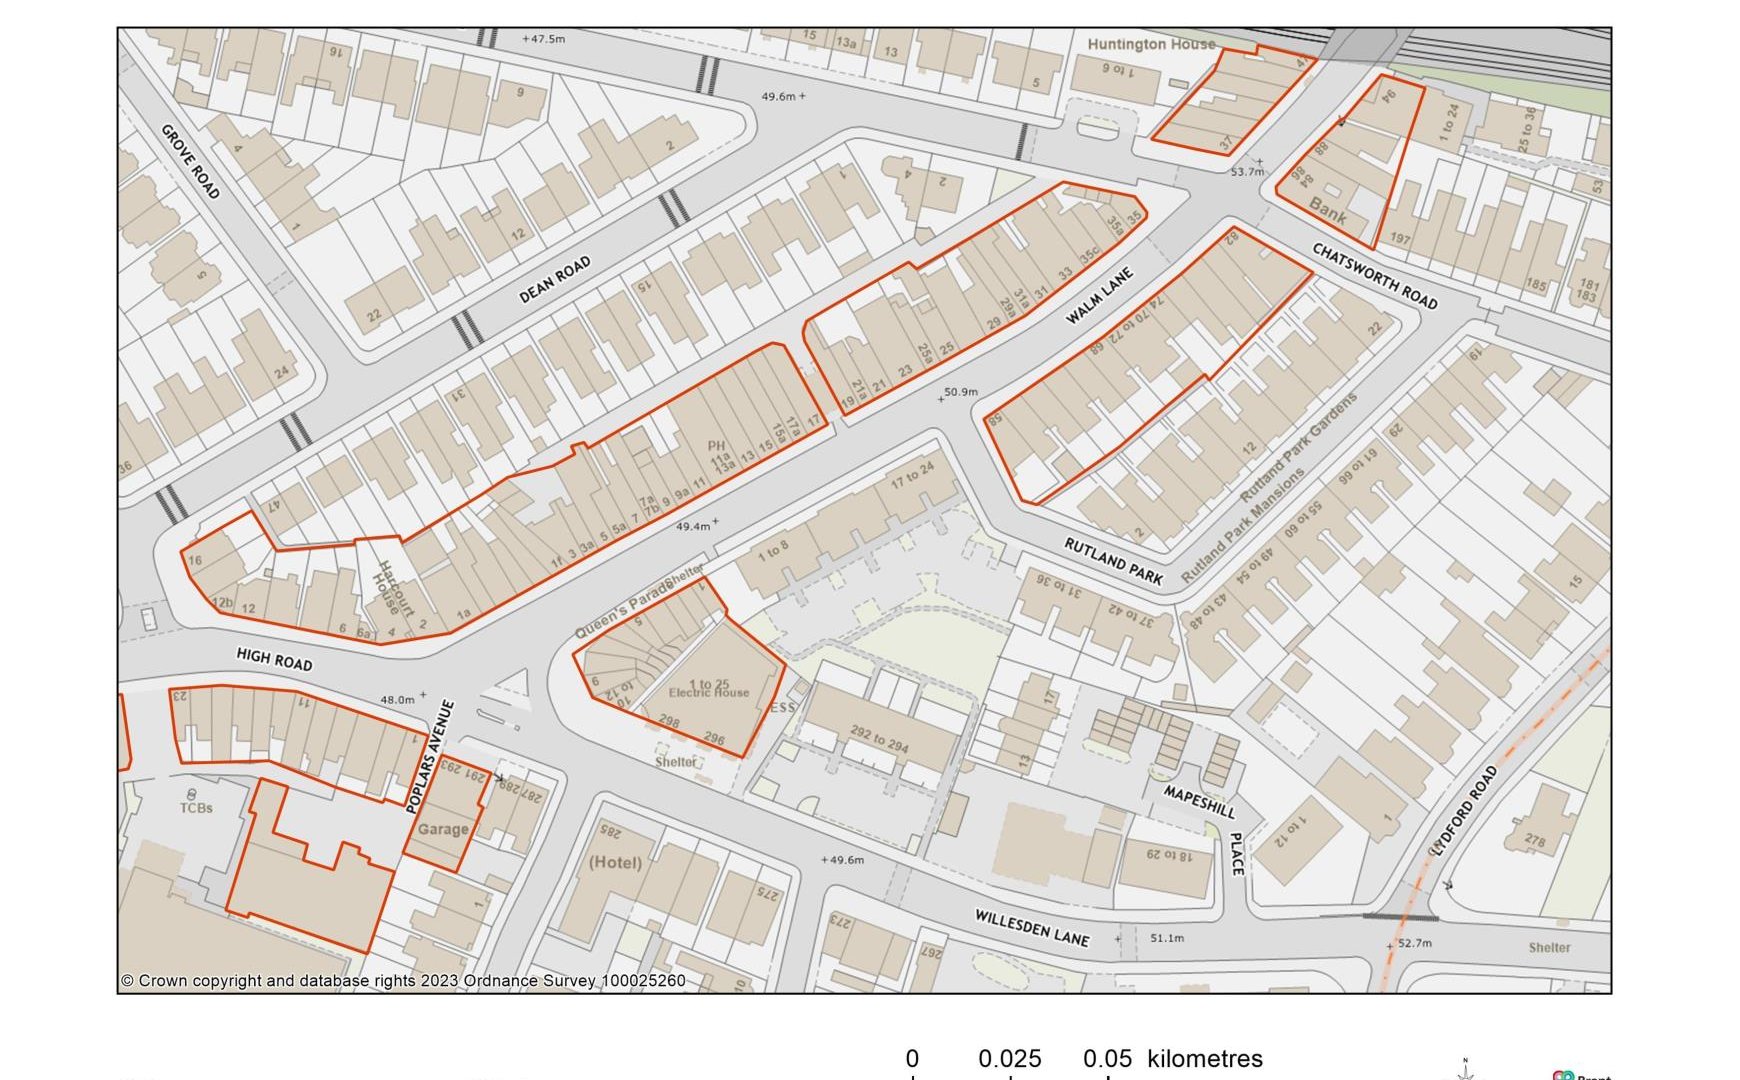 +47.5m
16
15
13a
13
Huntington House
1 to 6
5
47
9
49.6m +
94
1 to 24
25 to 36
GROVE ROAD
4
2
1
4
2
37
53.7m
88
86
84
Bank
53
1
12
5
22
DEAN ROAD
15
35
35a
35c
33
31
31a
29a
29
WALM LANE
82
197
CHATSWORTH ROAD
185
181
183
24
31
25
25a
23
21
21a
19
74
70 to 72
68
22
19
50.9m
58
36
47
PH
17
17a
15a
15
13
13a
11a
11
9a
9
7b
7a
7
5a
5
3a
3
1f
49.4m +
17 to 24
1 to 8
12
2
Rutland Park Gardens
Rutland Park Mansions
29
61 to 66
55 to 60
49 to 54
43 to 48
RUTLAND PARK
16
12b
12
Harcourt
House
6
6a
4
2
1a
Queen's Parade
Shelter
1
5
9
10
to 12
31 to 36
37 to 42
15
HIGH ROAD
48.0m +
1 to 25
Electric House
298
296
ESS
Shelter
292 to 294
17
13
23
11
1
POPLARS AVENUE
293
291
289
287
Garage
TCBs
MAPESHILL
PLACE
1 to 12
1
LYDFORD ROAD
278
285
(Hotel)
+49.6m
18 to 29
275
1
273
267
10
WILLESDEN LANE
+ 51.1m
+52.7m
Shelter
© Crown copyright and database rights 2023 Ordnance Survey 100025260
0 0.025 0.05 kilometres
N
Brent